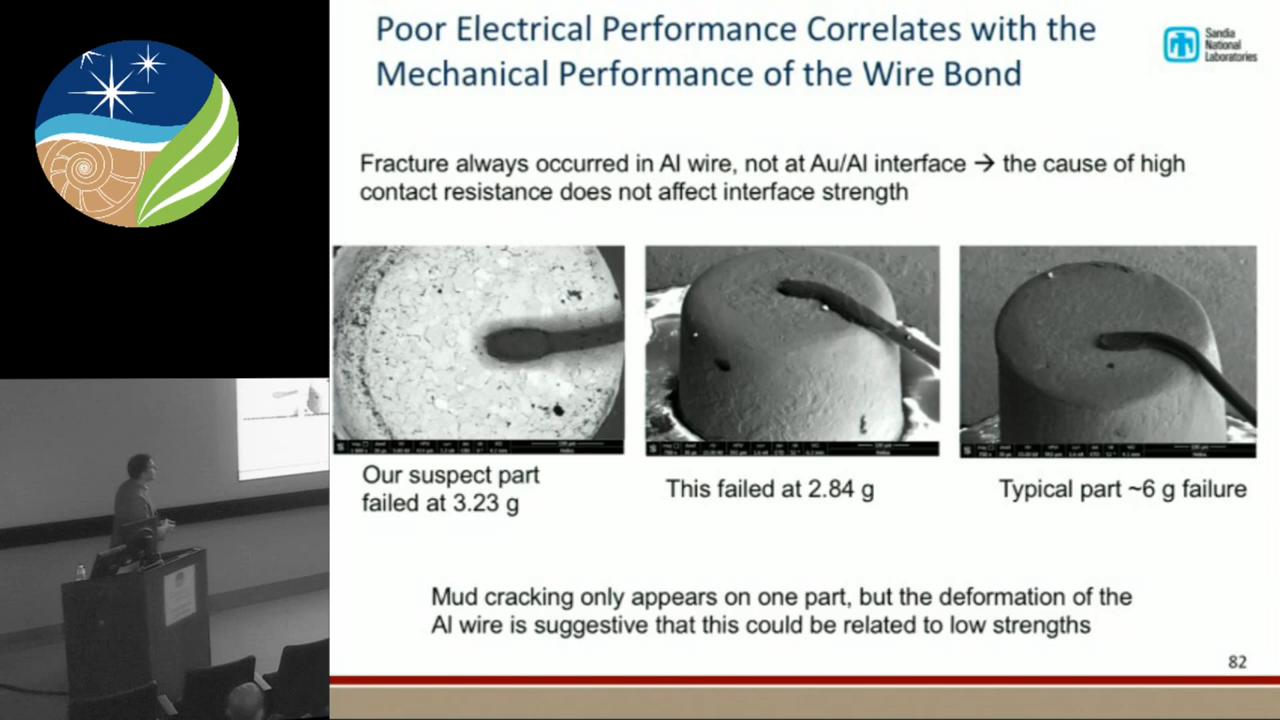 Poor Electrical Performance Correlates with the
Mechanical Performance of the Wire Bond
Sandia
National
Laboratories
Fracture always occurred in Al wire, not at Au/Al interface → the cause of high
contact resistance does not affect interface strength
Our suspect part
failed at 3.23 g
This failed at 2.84 g
Typical part ~6 g failure
Mud cracking only appears on one part, but the deformation of the
Al wire is suggestive that this could be related to low strengths
82